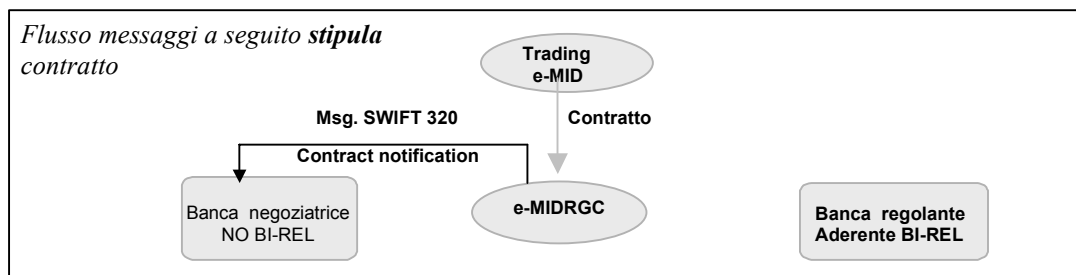 Flusso messaggi a seguito stipula
contratto
Trading
e-MID
Msg. SWIFT 320
Contratto
Contract notification
Banca negoziatrice
NO BI-REL
e-MIDRGC
Banca regolante
Aderente BI-REL